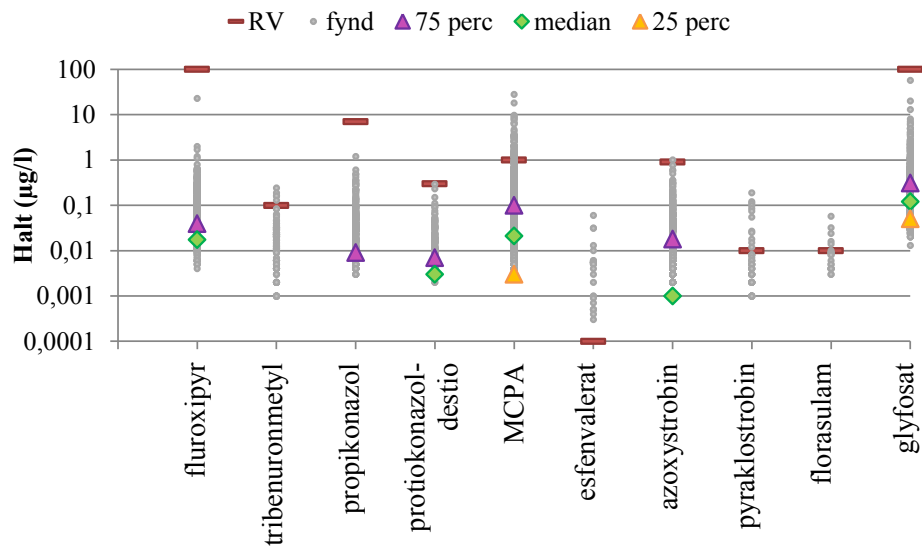 RV fynd 75 perc median 25 perc
Halt (µg/l)
100
10
1
0,1
0,01
0,001
0,0001
fluroxipyr
tribenuronmetyl
propikonazol
protiokonazol-
destio
MCPA
esfenvalerat
azoxystrobin
pyraklostrobin
florasulam
glyfosat